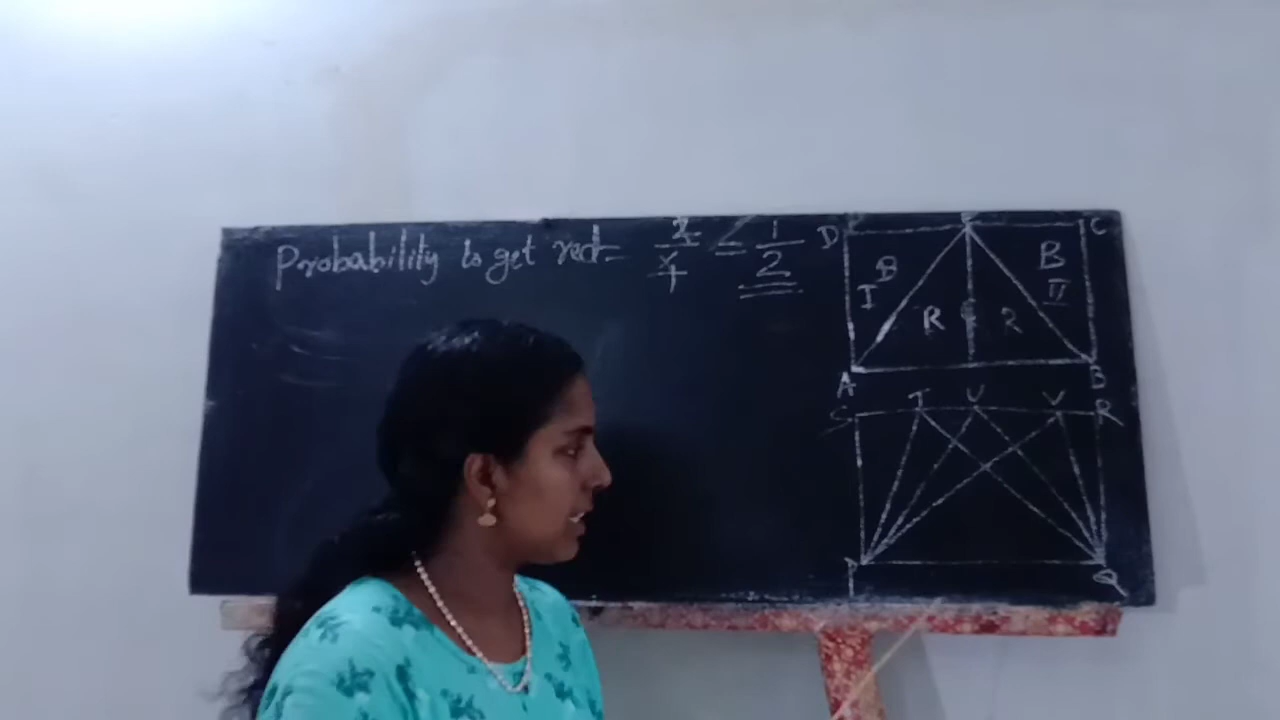 Probability to get red = 2/4 = 1/2
D C
B B
I II
R R
A B
S T U V R
P Q